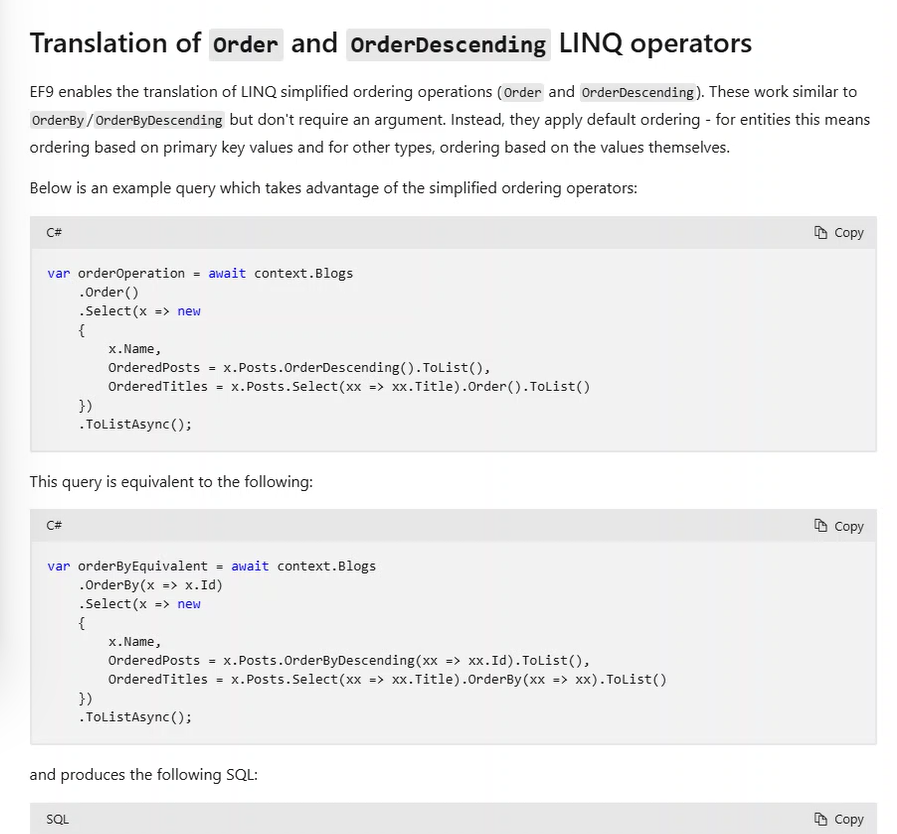 Translation of Order and OrderDescending LINQ operators
EF9 enables the translation of LINQ simplified ordering operations (Order and OrderDescending). These work similar to
OrderBy/OrderByDescending but don't require an argument. Instead, they apply default ordering - for entities this means
ordering based on primary key values and for other types, ordering based on the values themselves.
Below is an example query which takes advantage of the simplified ordering operators:
C# Copy
var orderOperation = await context.Blogs
    .Order()
    .Select(x => new
    {
        x.Name,
        OrderedPosts = x.Posts.OrderDescending().ToList(),
        OrderedTitles = x.Posts.Select(xx => xx.Title).Order().ToList()
    })
    .ToListAsync();
This query is equivalent to the following:
C# Copy
var orderByEquivalent = await context.Blogs
    .OrderBy(x => x.Id)
    .Select(x => new
    {
        x.Name,
        OrderedPosts = x.Posts.OrderByDescending(xx => xx.Id).ToList(),
        OrderedTitles = x.Posts.Select(xx => xx.Title).OrderBy(xx => xx).ToList()
    })
    .ToListAsync();
and produces the following SQL:
SQL Copy